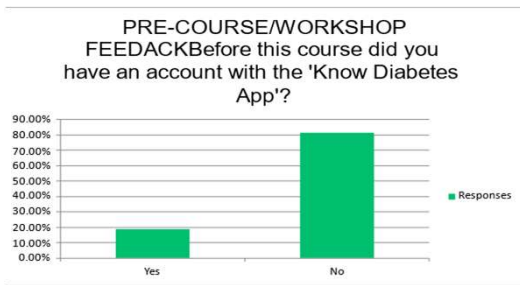 PRE-COURSE/WORKSHOP
FEEDACKBefore this course did you
have an account with the 'Know Diabetes
App'?
90.00%
80.00%
70.00%
60.00%
50.00%
40.00%
30.00%
20.00%
10.00%
0.00%
Yes No
Responses